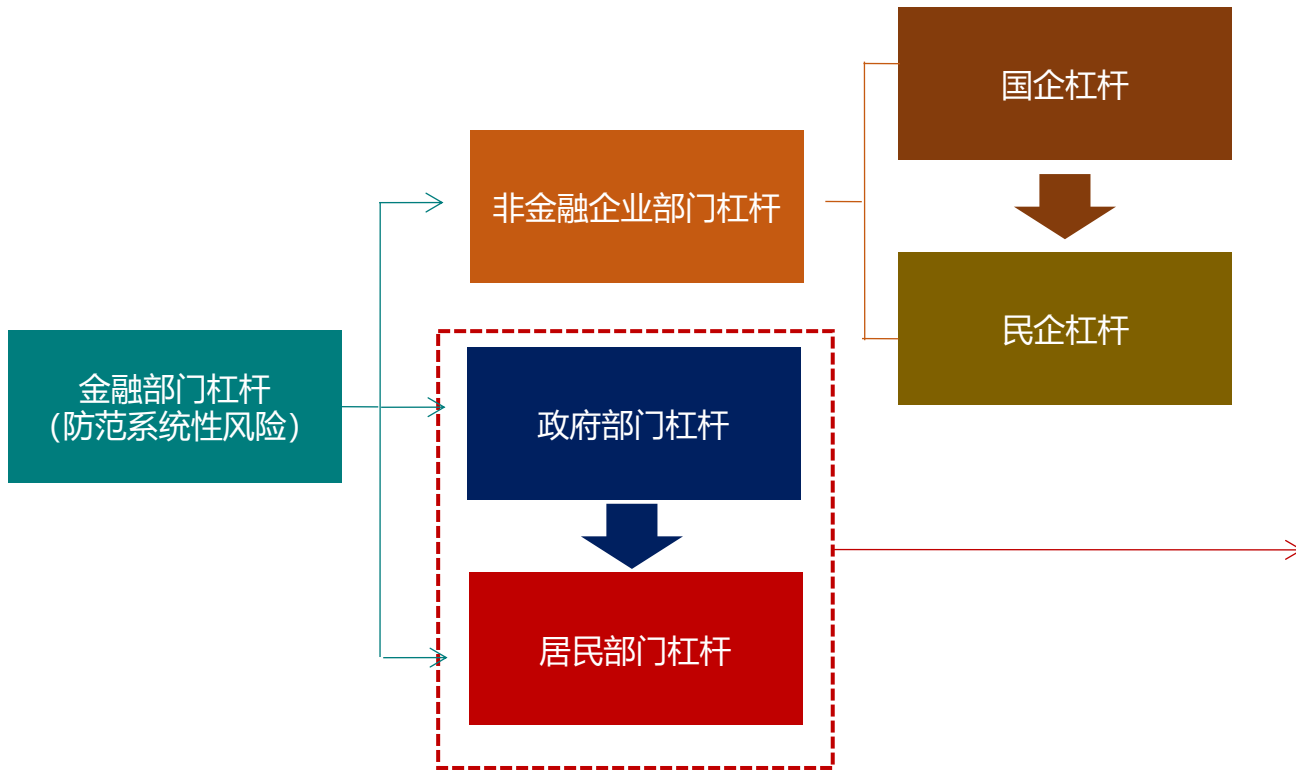 国企杠杆
非金融企业部门杠杆
民企杠杆
金融部门杠杆
（防范系统性风险）
政府部门杠杆
居民部门杠杆